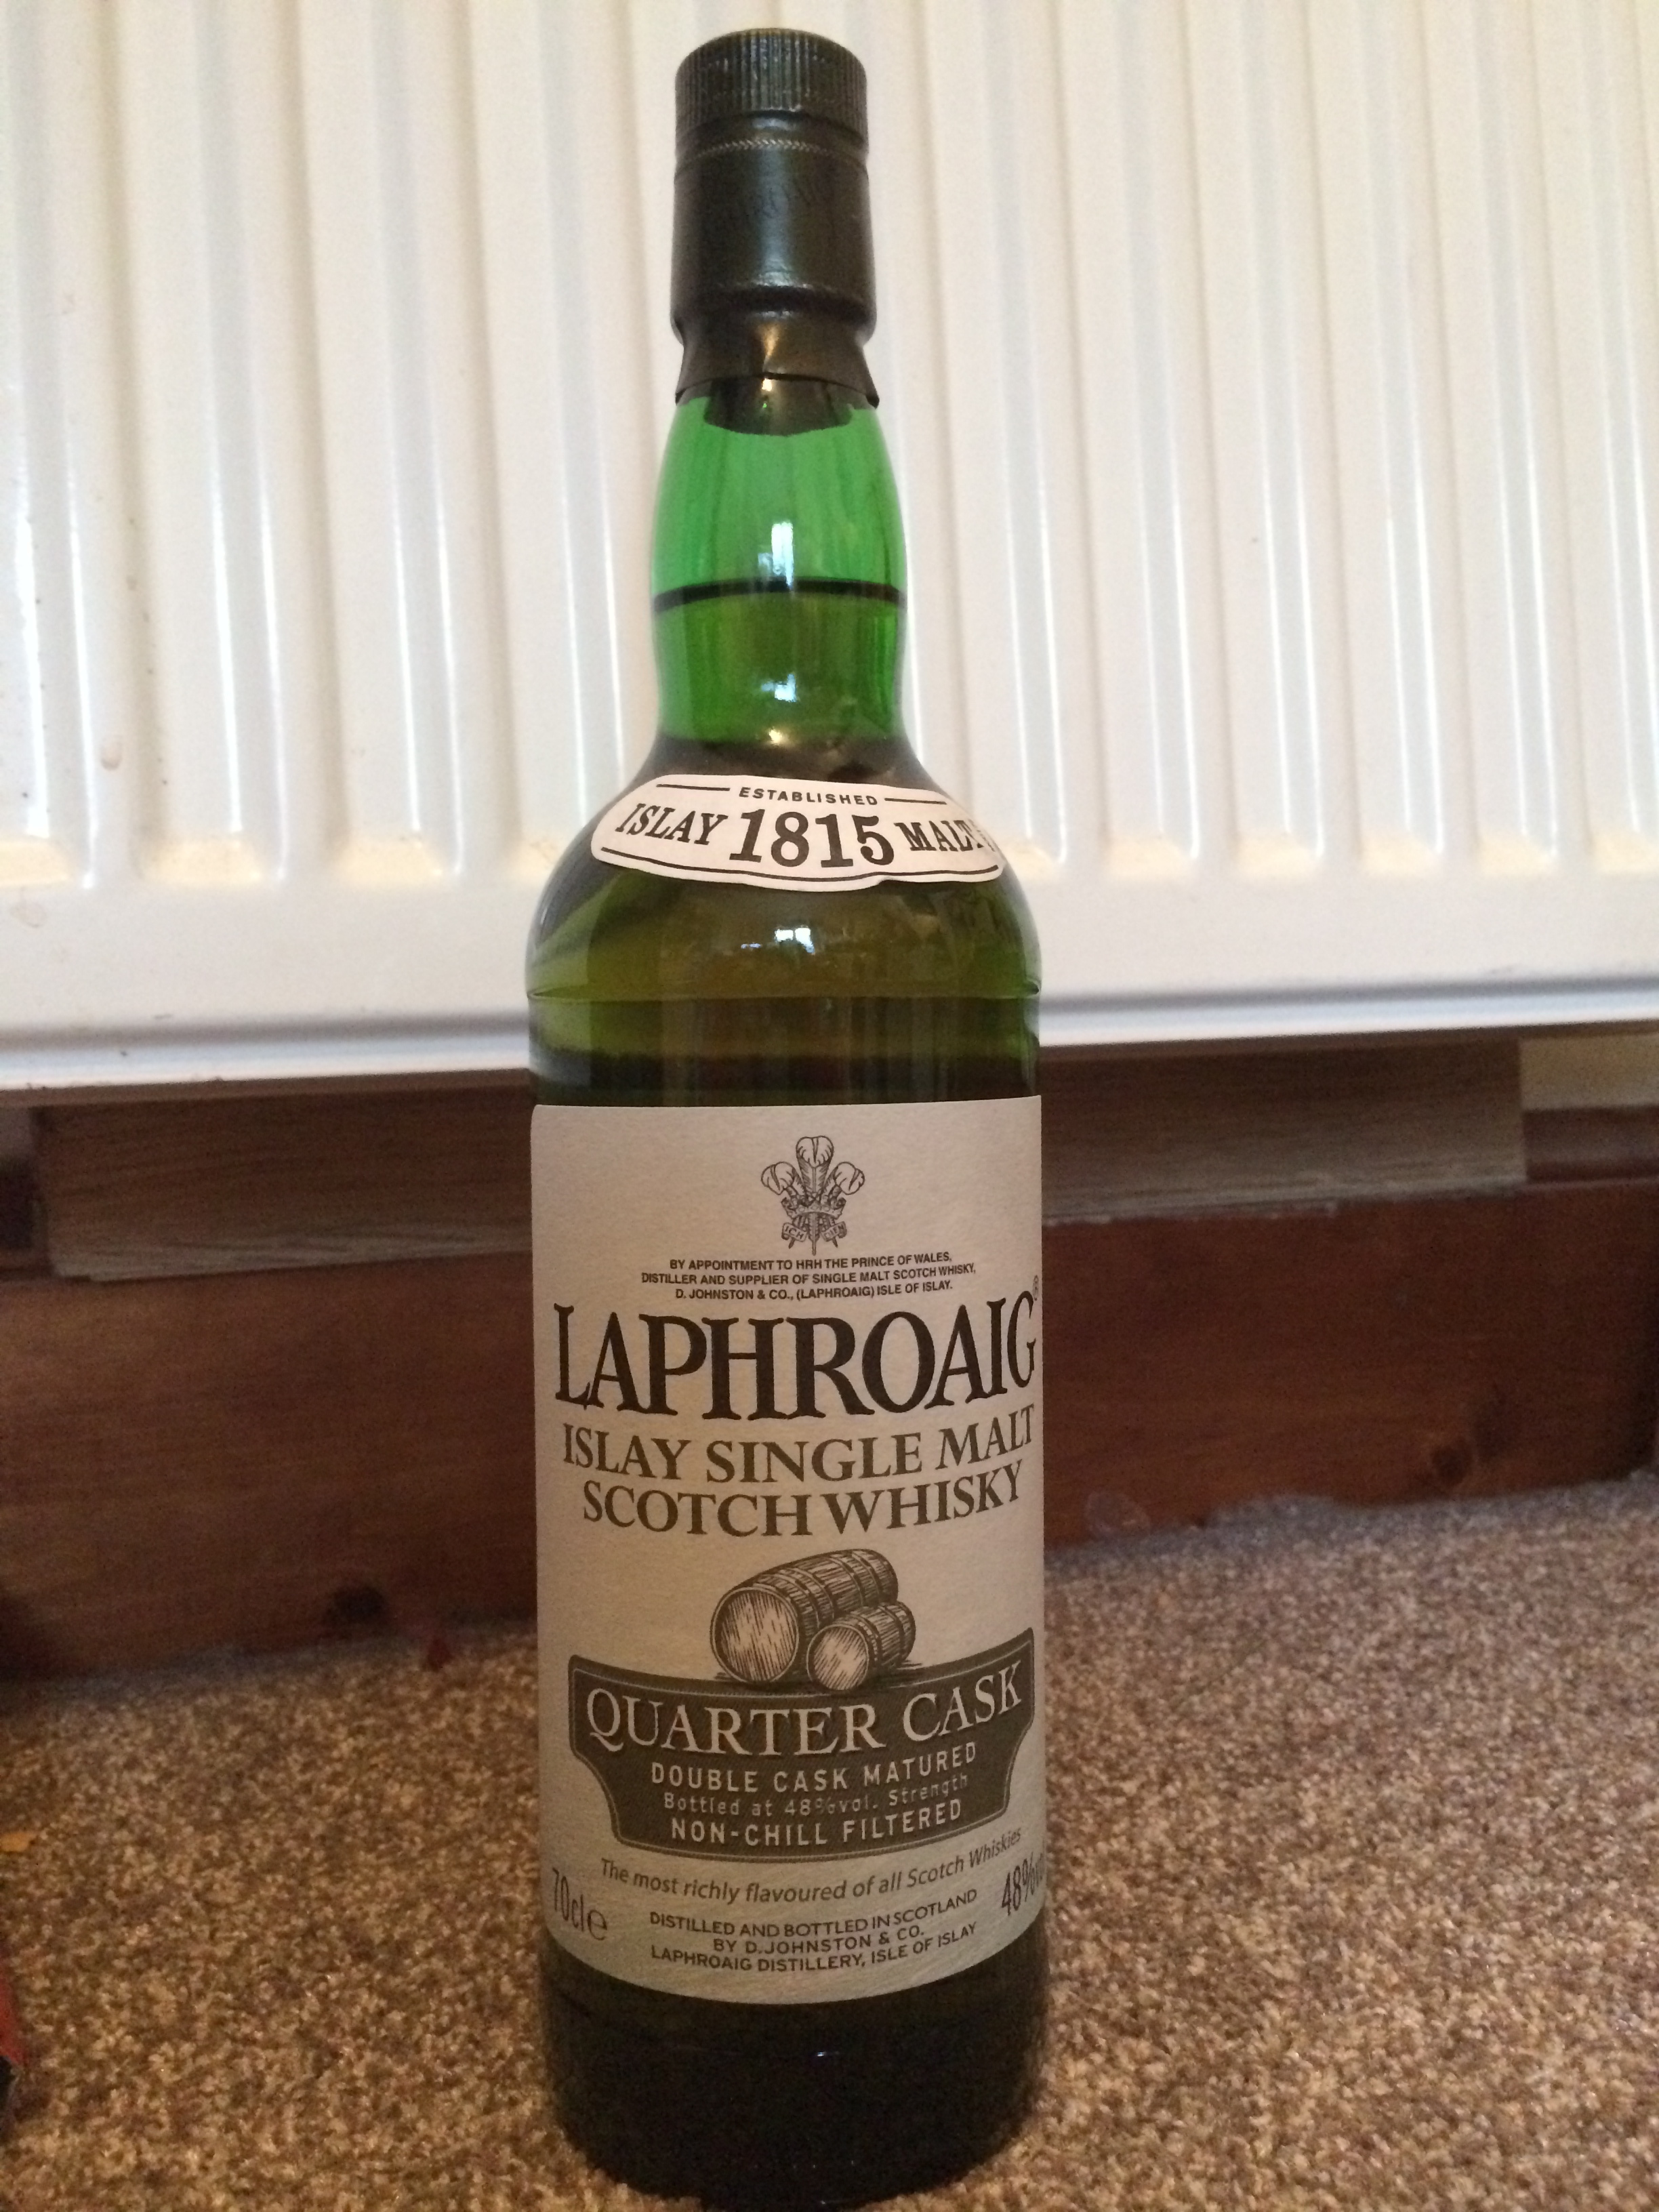 ESTABLISHED
ISLAY 1815 MALT
BY APPOINTMENT TO HRH THE PRINCE OF WALES,
DISTILLER AND SUPPLIER OF SINGLE MALT SCOTCH WHISKY,
D. JOHNSTON & CO., (LAPHROAIG) ISLE OF ISLAY.
LAPHROAIG®
ISLAY SINGLE MALT
SCOTCH WHISKY
QUARTER CASK
DOUBLE CASK MATURED
Bottled at 48%vol. Strength
NON-CHILL FILTERED
The most richly flavoured of all Scotch Whiskies
70cl e
48%vol
DISTILLED AND BOTTLED IN SCOTLAND
BY D. JOHNSTON & CO.
LAPHROAIG DISTILLERY, ISLE OF ISLAY